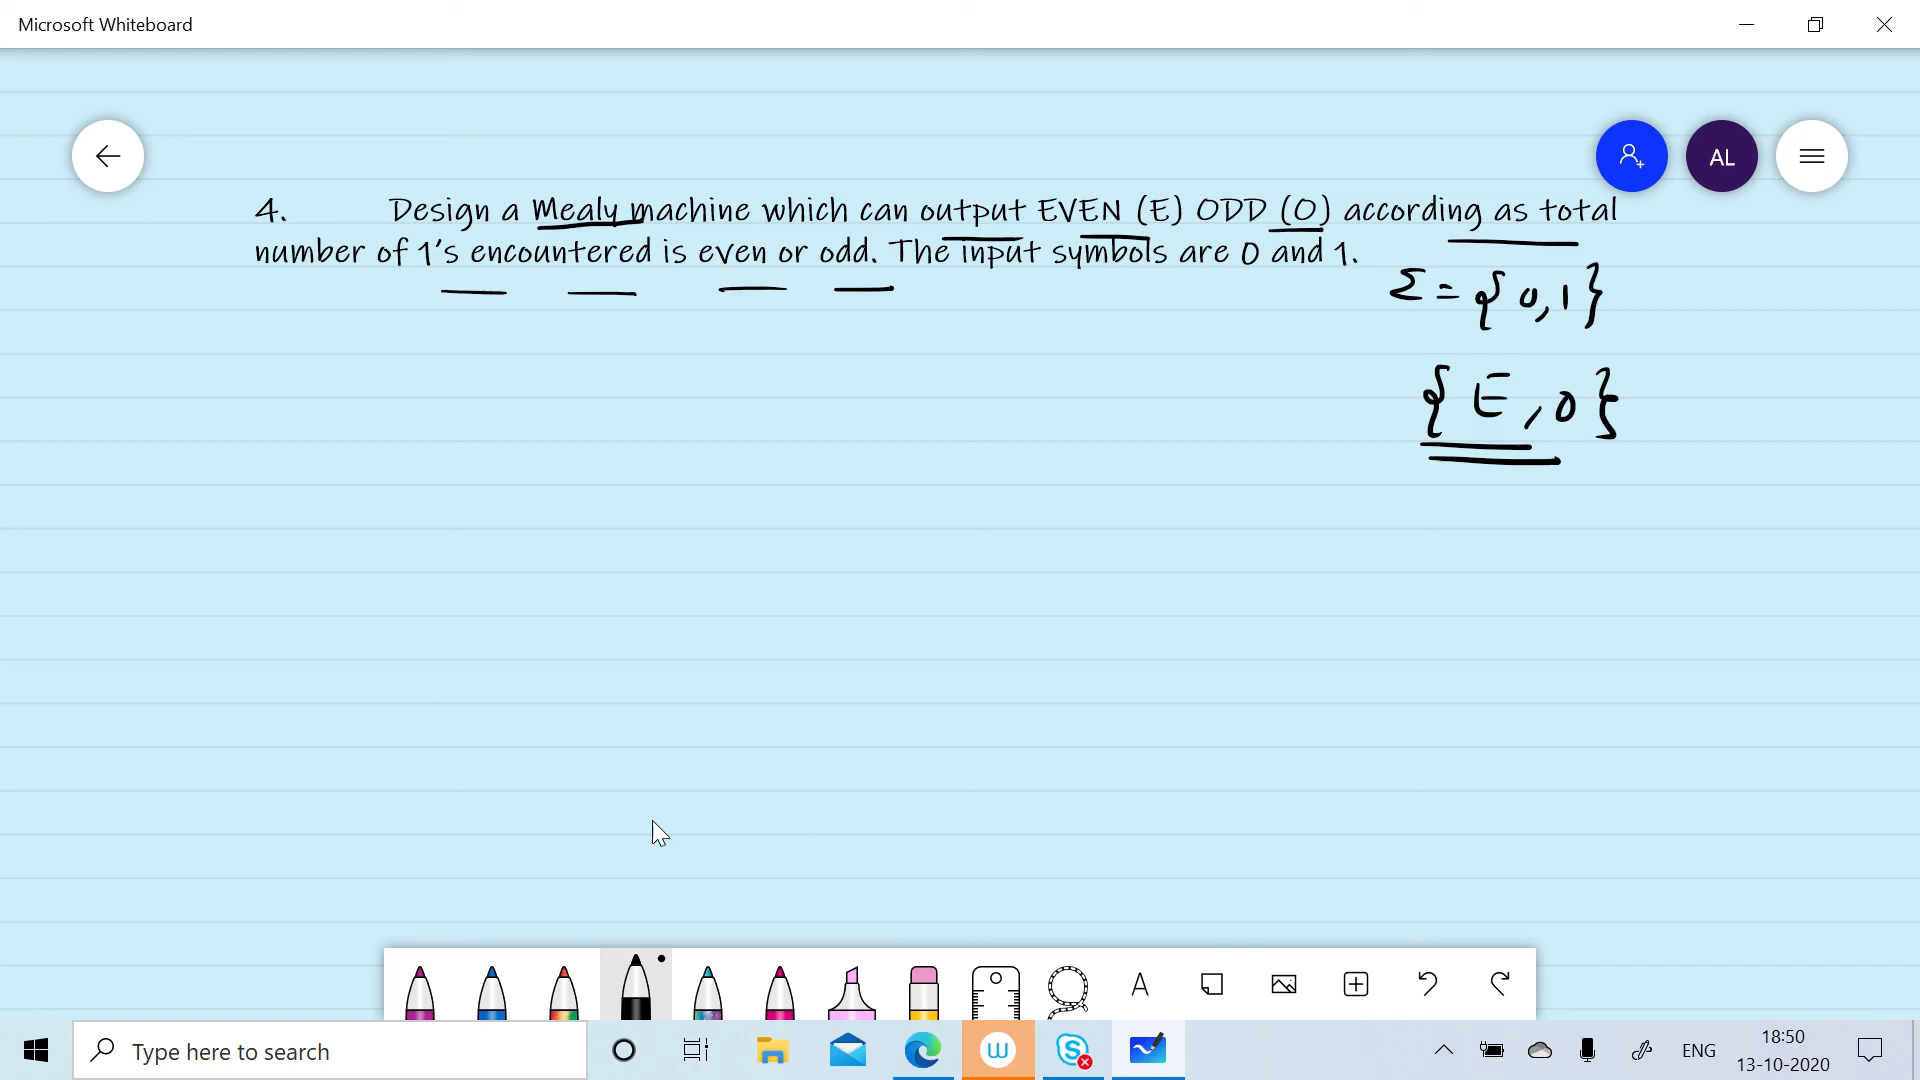 Microsoft Whiteboard
AL
4. Design a Mealy machine which can output EVEN (E) ODD (O) according as total
number of 1's encountered is even or odd. The input symbols are 0 and 1.
Σ = {0,1}
{E,0}
A
Type here to search
W
S
ENG
18:50
13-10-2020